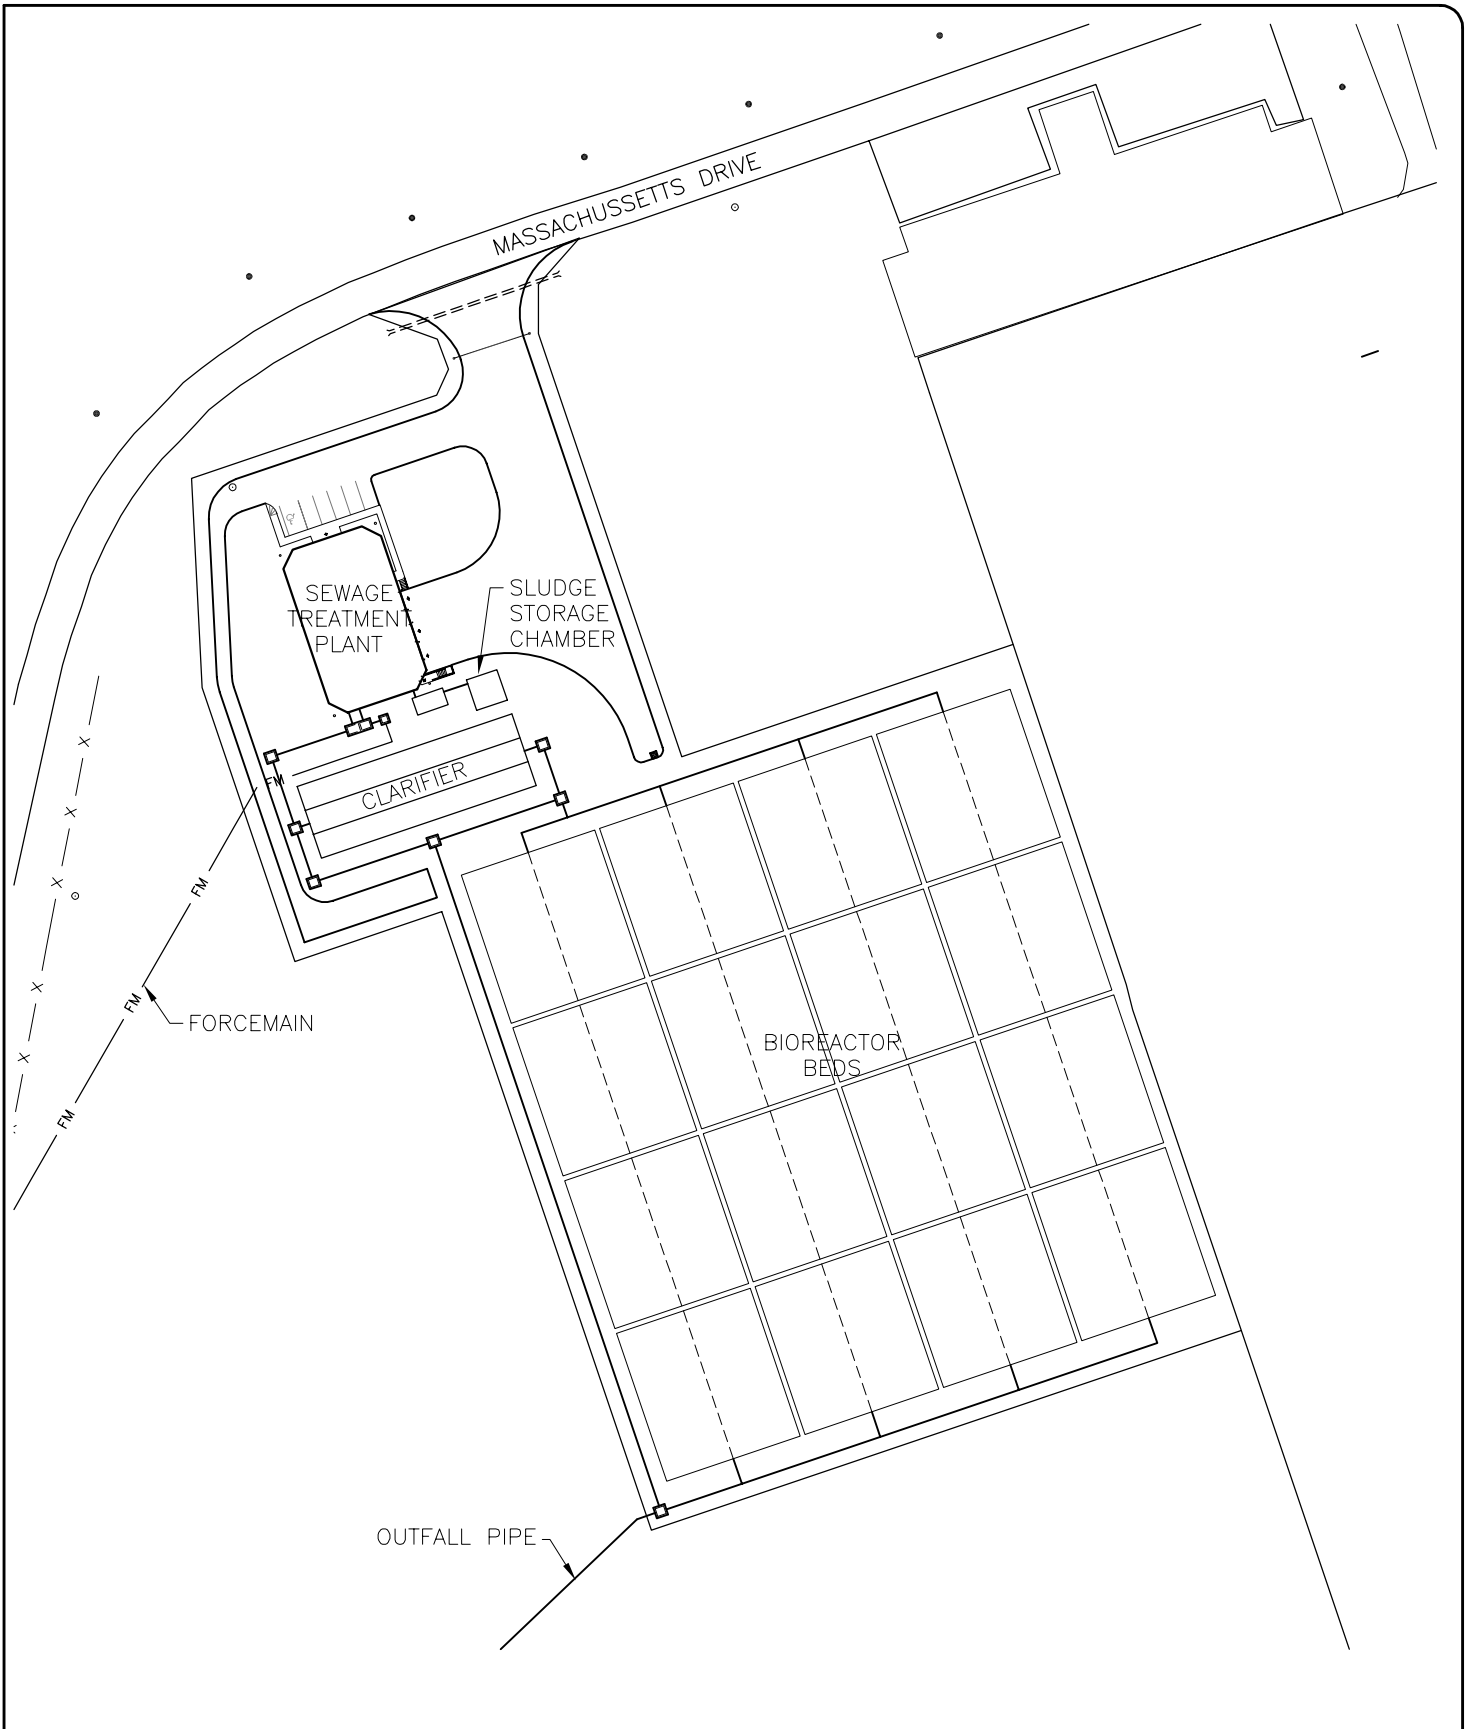 MASSACHUSSETTS DRIVE
SEWAGE
TREATMENT
PLANT
SLUDGE
STORAGE
CHAMBER
CLARIFIER
FM
FM
FM
FM
FORCEMAIN
BIOREACTOR
BEDS
OUTFALL PIPE